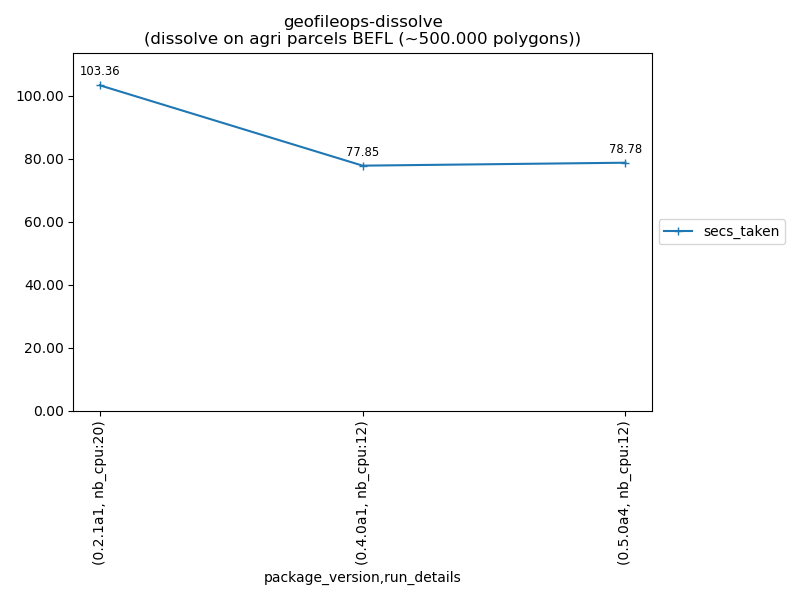 geofileops-dissolve
(dissolve on agri parcels BEFL (~500.000 polygons))
103.36
77.85
78.78
100.00
80.00
60.00
40.00
20.00
0.00
secs_taken
(0.2.1a1, nb_cpu:20)
(0.4.0a1, nb_cpu:12)
(0.5.0a4, nb_cpu:12)
package_version,run_details